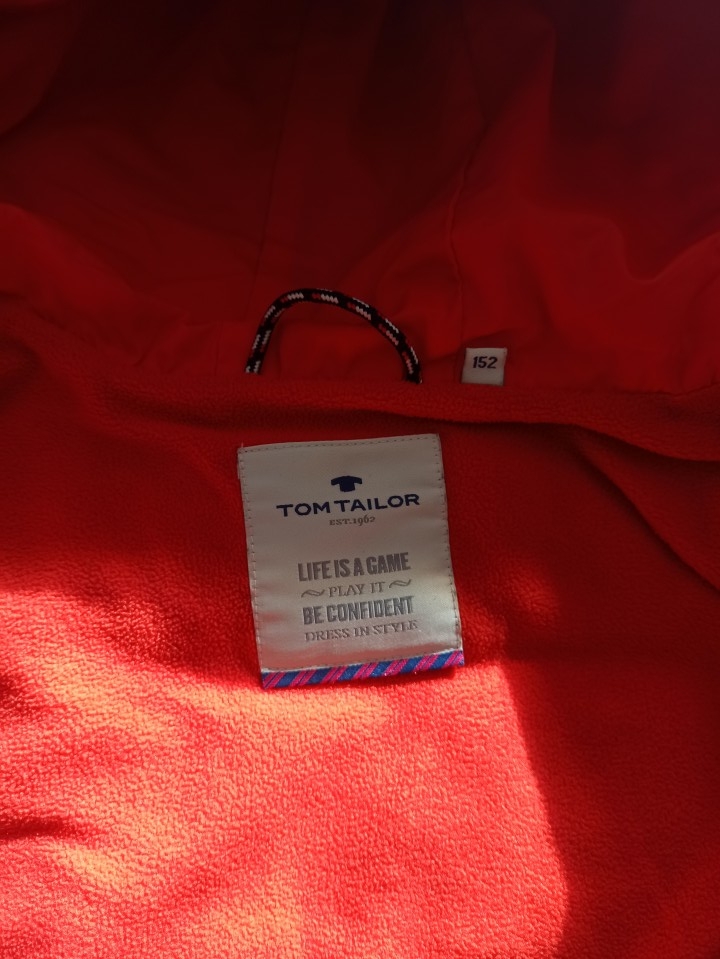 152
TOM TAILOR
EST.1962
LIFE IS A GAME
~ PLAY IT ~
BE CONFIDENT
DRESS IN STYLE